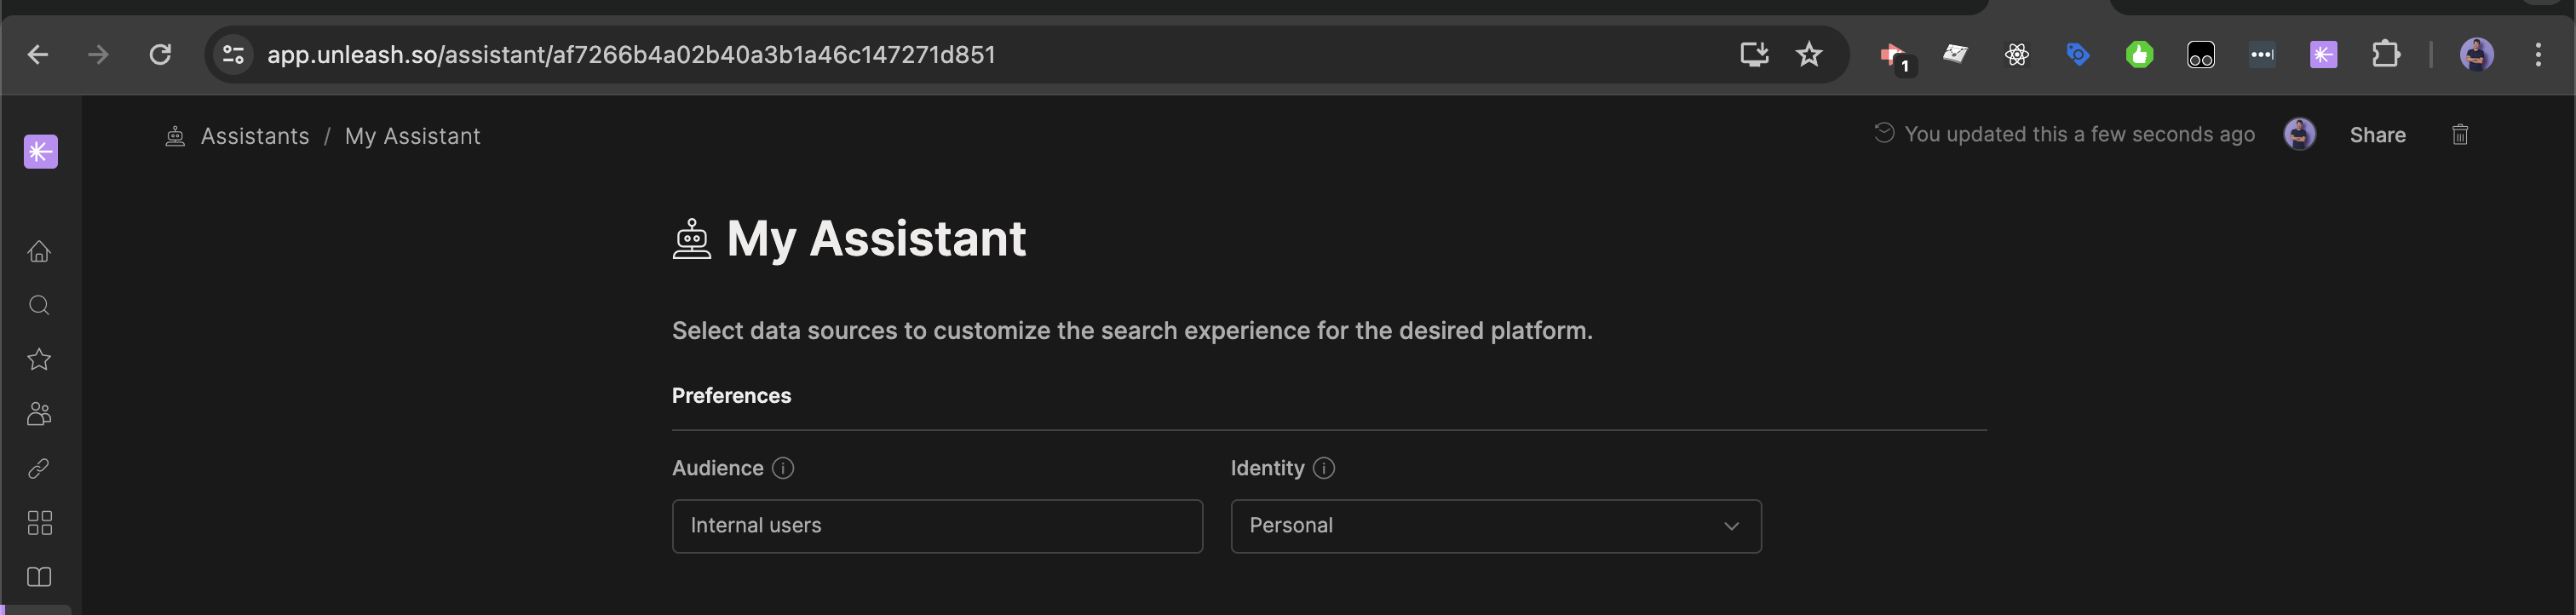 app.unleash.so/assistant/af7266b4a02b40a3b1a46c147271d851
1
Assistants / My Assistant
You updated this a few seconds ago
Share
My Assistant
Select data sources to customize the search experience for the desired platform.
Preferences
Audience
Identity
Internal users
Personal